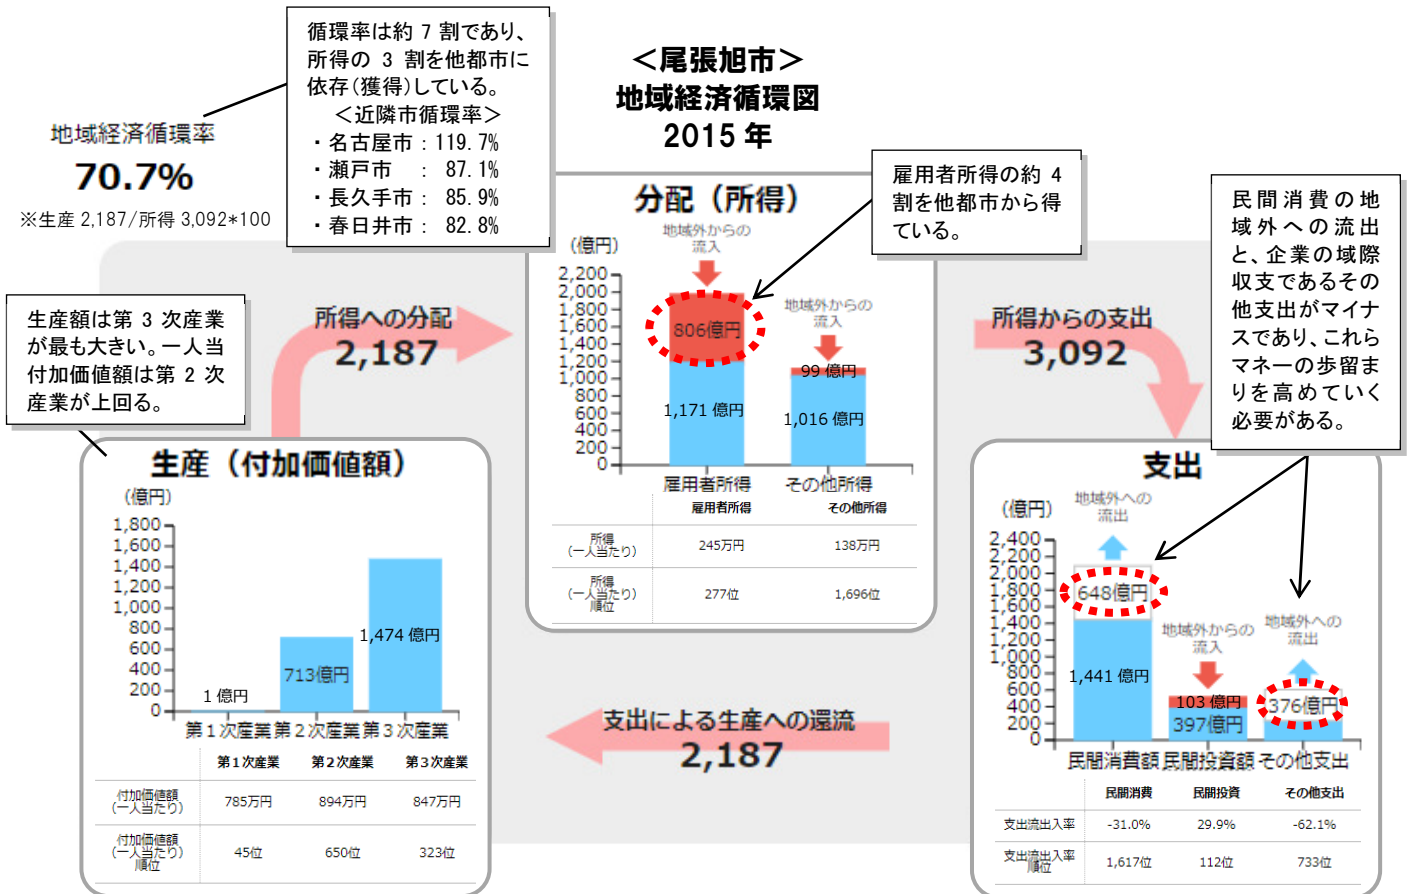 循環率は約 7 割であり、
所得の 3 割を他都市に
依存(獲得)している。
＜近隣市循環率＞
・名古屋市：119.7%
・瀬戸市　： 87.1%
・長久手市： 85.9%
・春日井市： 82.8%
＜尾張旭市＞
地域経済循環図
2015 年
地域経済循環率
70.7%
※生産 2,187/所得 3,092*100
雇用者所得の約 4
割を他都市から得
ている。
民間消費の地
域外への流出
と、企業の域際
収支であるその
他支出がマイナ
スであり、これら
マネーの歩留ま
りを高めていく
必要がある。
生産額は第 3 次産業
が最も大きい。一人当
付加価値額は第 2 次
産業が上回る。
所得への分配
2,187
分配（所得）
(億円)
地域外からの
流入
地域外からの
流入
2,200
2,000
1,800
1,600
1,400
1,200
1,000
800
600
400
200
0
806億円
1,171 億円
99 億円
1,016 億円
雇用者所得 その他所得
雇用者所得 その他所得
所得
(一人当たり)
245万円 138万円
所得
(一人当たり)
順位
277位 1,696位
所得からの支出
3,092
生産（付加価値額）
(億円)
1,800
1,600
1,400
1,200
1,000
800
600
400
200
0
1 億円
713億円
1,474 億円
第１次産業 第２次産業 第３次産業
第１次産業 第２次産業 第３次産業
付加価値額
(一人当たり)
785万円 894万円 847万円
付加価値額
(一人当たり)
順位
45位 650位 323位
支出による生産への還流
2,187
支出
(億円)
地域外への
流出
地域外からの
流入
地域外への
流出
2,400
2,200
2,000
1,800
1,600
1,400
1,200
1,000
800
600
400
200
0
648億円
1,441 億円
103 億円
397億円
376億円
民間消費額 民間投資額 その他支出
民間消費 民間投資 その他支出
支出流出入率 -31.0% 29.9% -62.1%
支出流出入率
順位
1,617位 112位 733位